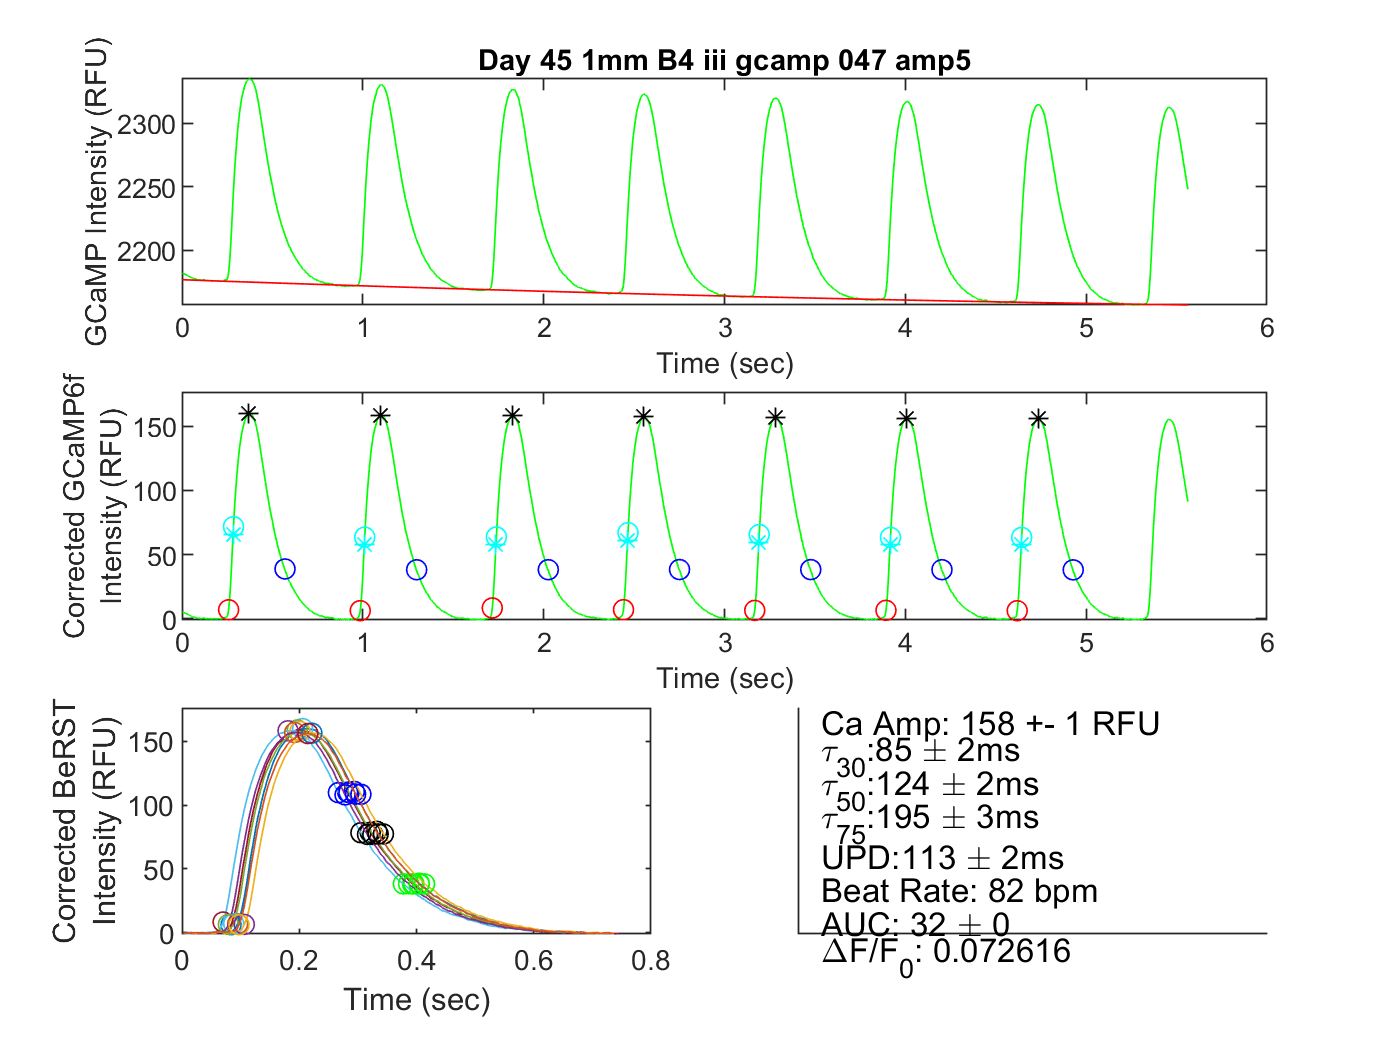 Day 45 1mm B4 iii gcamp 047 amp5
GCaMP Intensity (RFU)
2300
2250
2200
0 1 2 3 4 5 6
Time (sec)
Corrected GCaMP6f
Intensity (RFU)
150
100
50
0
0 1 2 3 4 5 6
Time (sec)
Corrected BeRST
Intensity (RFU)
150
100
50
0
0 0.2 0.4 0.6 0.8
Time (sec)
Ca Amp: 158 +- 1 RFU
τ30:85 ± 2ms
τ50:124 ± 2ms
τ75:195 ± 3ms
UPD:113 ± 2ms
Beat Rate: 82 bpm
AUC: 32 ± 0
ΔF/F0: 0.072616